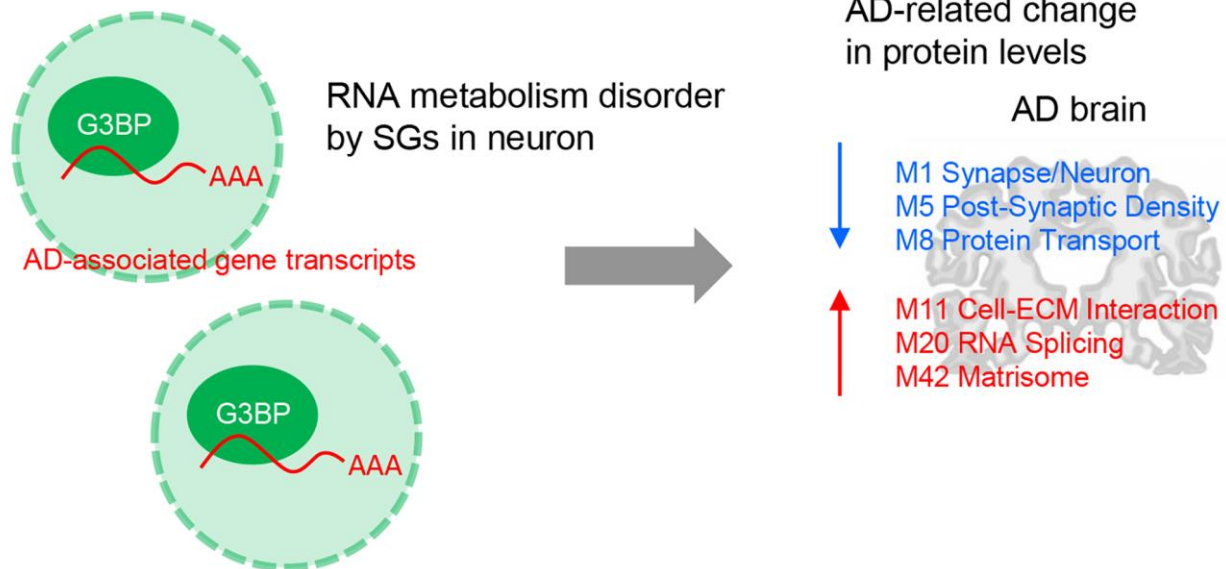 G3BP
AAA
AD-associated gene transcripts
G3BP
AAA
RNA metabolism disorder
by SGs in neuron
AD-related change
in protein levels
AD brain
M1 Synapse/Neuron
M5 Post-Synaptic Density
M8 Protein Transport
M11 Cell-ECM Interaction
M20 RNA Splicing
M42 Matrisome